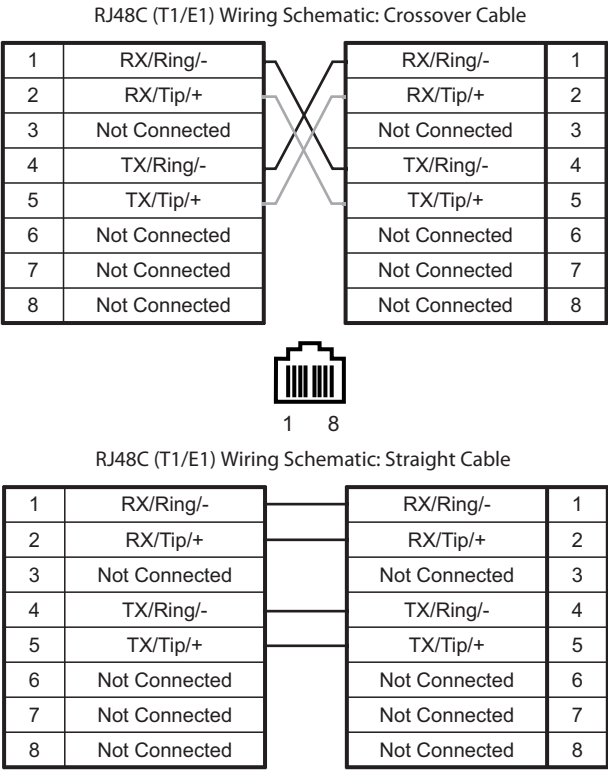 RJ48C (T1/E1) Wiring Schematic: Crossover Cable
1 RX/Ring/- RX/Ring/- 1
2 RX/Tip/+ RX/Tip/+ 2
3 Not Connected Not Connected 3
4 TX/Ring/- TX/Ring/- 4
5 TX/Tip/+ TX/Tip/+ 5
6 Not Connected Not Connected 6
7 Not Connected Not Connected 7
8 Not Connected Not Connected 8
1 8
RJ48C (T1/E1) Wiring Schematic: Straight Cable
1 RX/Ring/- RX/Ring/- 1
2 RX/Tip/+ RX/Tip/+ 2
3 Not Connected Not Connected 3
4 TX/Ring/- TX/Ring/- 4
5 TX/Tip/+ TX/Tip/+ 5
6 Not Connected Not Connected 6
7 Not Connected Not Connected 7
8 Not Connected Not Connected 8